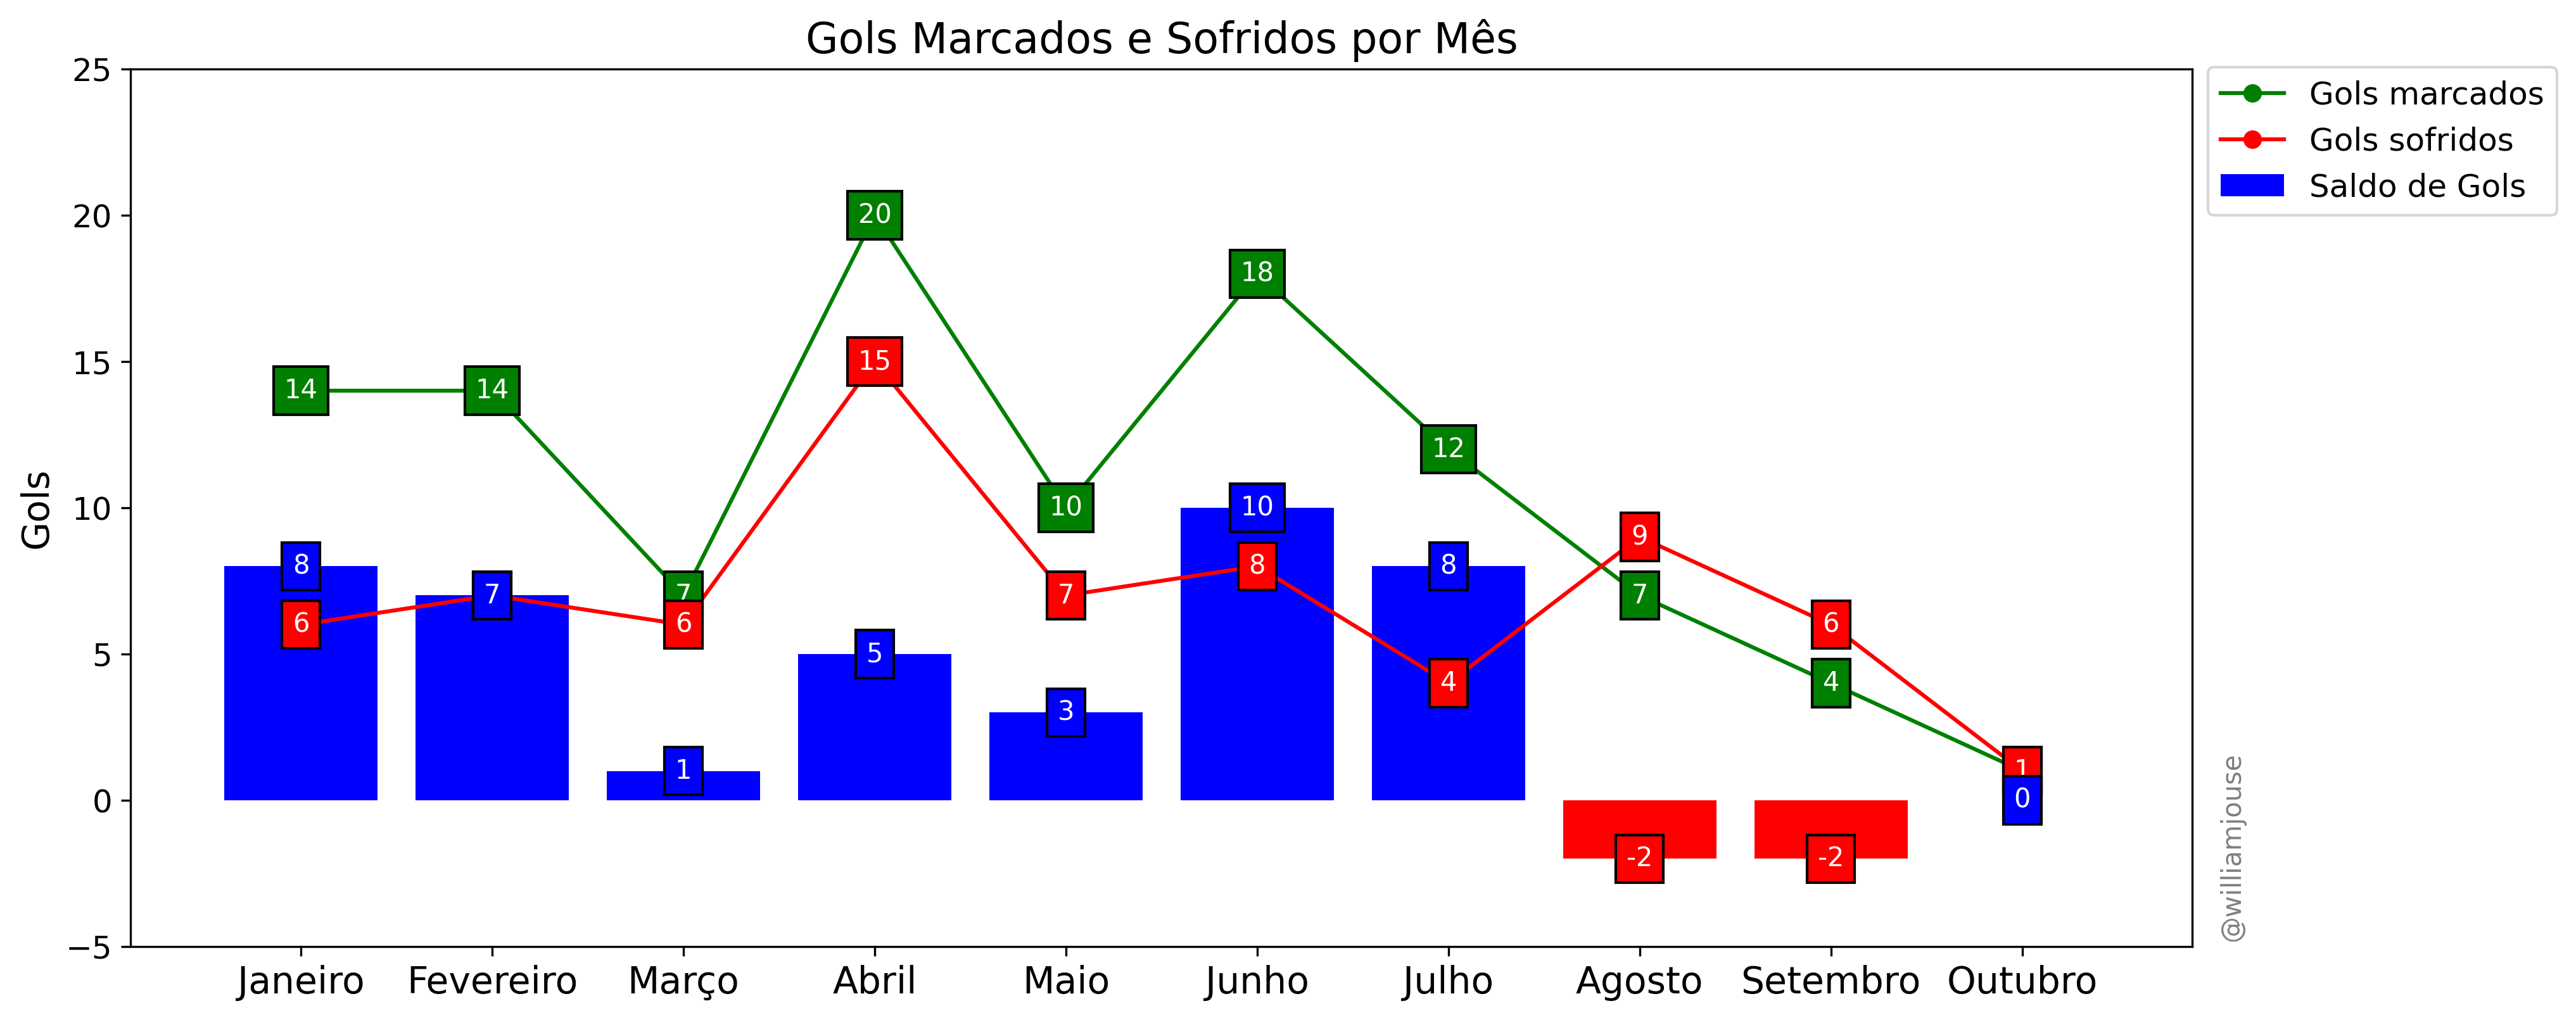 Gols Marcados e Sofridos por Mês
Gols marcados
Gols sofridos
Saldo de Gols
Gols
25
20
15
10
5
0
−5
14
14
7
20
10
18
12
7
4
6
6
15
7
8
4
9
6
1
8
7
1
5
3
10
8
-2
-2
0
Janeiro
Fevereiro
Março
Abril
Maio
Junho
Julho
Agosto
Setembro
Outubro
@williamjouse